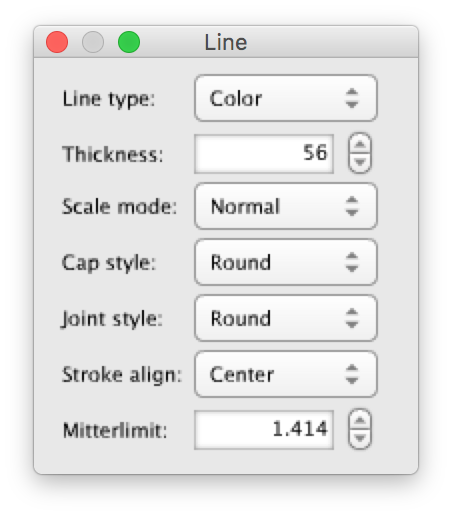 Line
Line type: Color
Thickness: 56
Scale mode: Normal
Cap style: Round
Joint style: Round
Stroke align: Center
Mitterlimit: 1.414